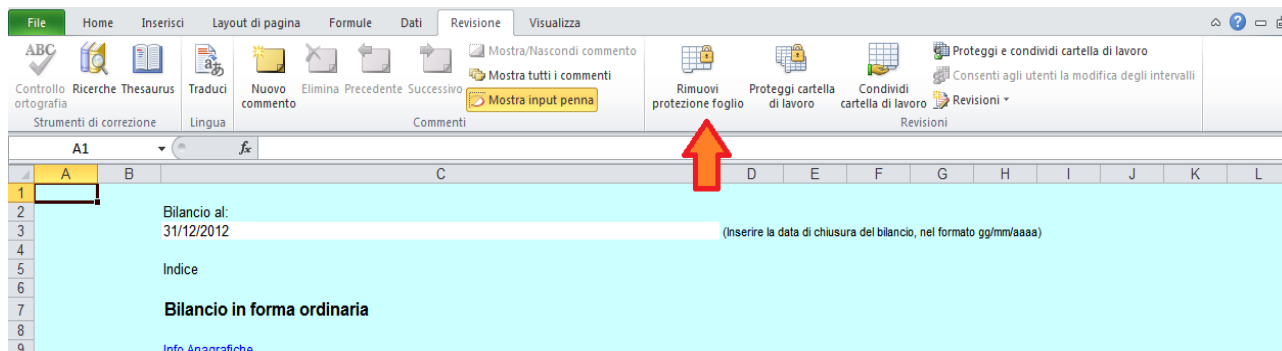 File Home Inserisci Layout di pagina Formule Dati Revisione Visualizza
ABC
Controllo ortografia
Ricerche
Thesaurus
Strumenti di correzione
Traduci
Lingua
Nuovo commento
Elimina
Precedente
Successivo
Mostra/Nascondi commento
Mostra tutti i commenti
Mostra input penna
Commenti
Rimuovi protezione foglio
Proteggi cartella di lavoro
Condividi cartella di lavoro
Proteggi e condividi cartella di lavoro
Consenti agli utenti la modifica degli intervalli
Revisioni
Revisioni
A1 fx
A B C D E F G H I J K L
1
2 Bilancio al:
3 31/12/2012 (Inserire la data di chiusura del bilancio, nel formato gg/mm/aaaa)
4
5 Indice
6
7 Bilancio in forma ordinaria
8
9 Info Anagrafiche